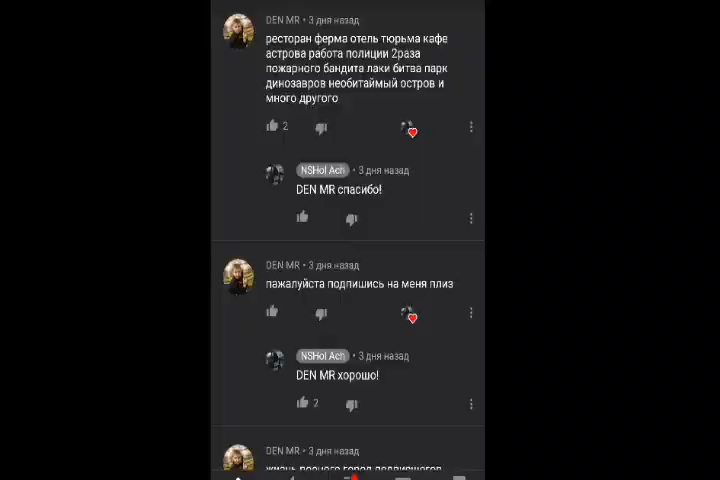 DEN MR • 3 дня назад
ресторан ферма отель тюрьма кафе
астрова работа полиции 2раза
пожарного бандита лаки битва парк
динозавров необитаймый остров и
много другого
2
NSHol Ach • 3 дня назад
DEN MR спасибо!
DEN MR • 3 дня назад
пажалуйста подпишись на меня плиз
NSHol Ach • 3 дня назад
DEN MR хорошо!
2
DEN MR • 3 дня назад
жизнь город